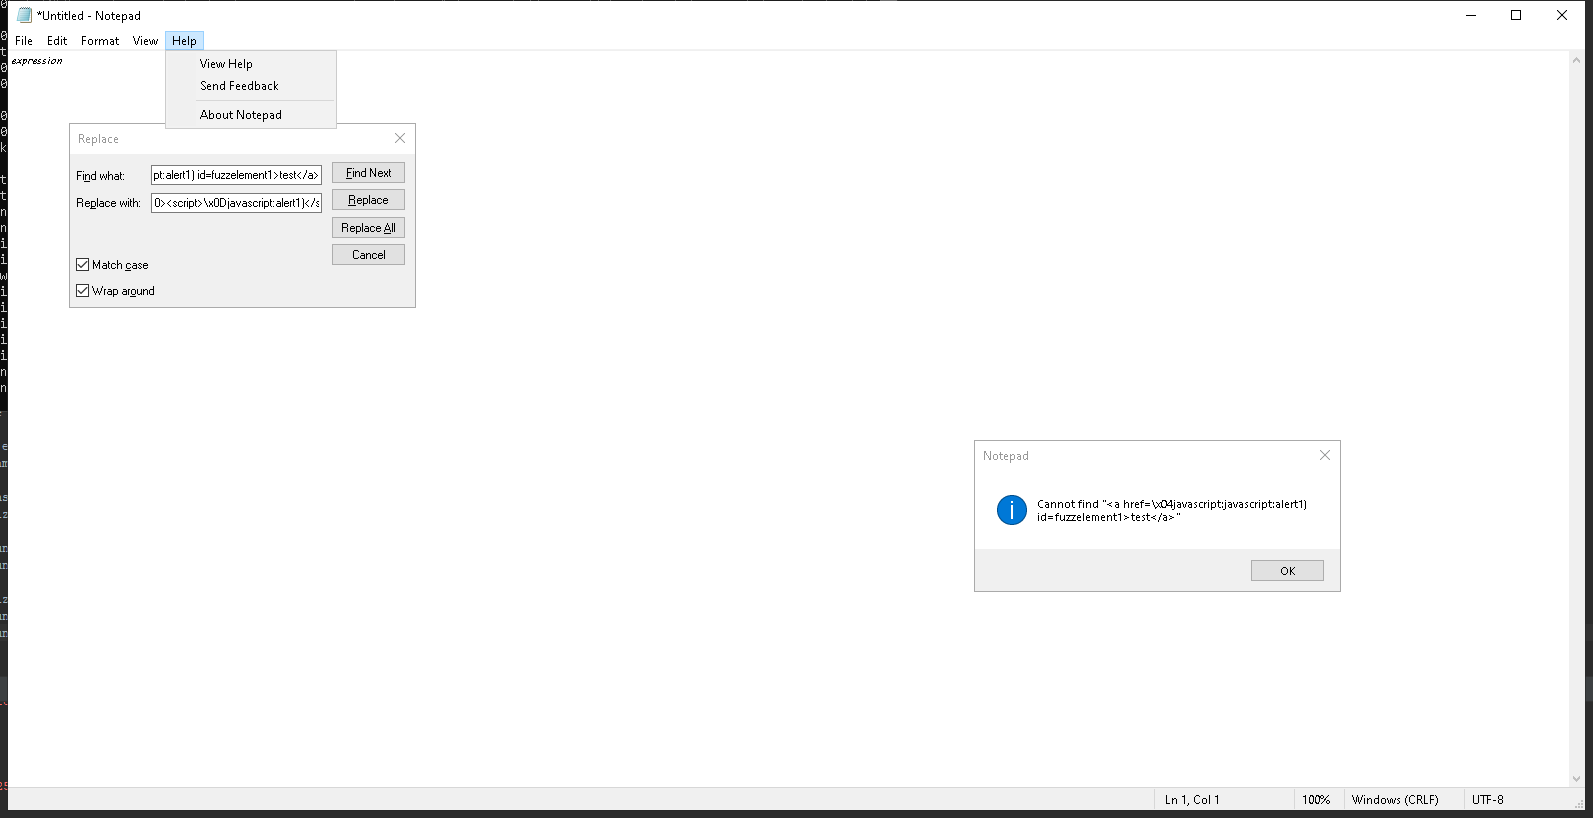 *Untitled - Notepad
File Edit Format View Help
expression
View Help
Send Feedback
About Notepad
Replace
Find what: pt:alert1) id=fuzzelement1>test</a> Find Next
Replace with: 0><script>\x0Djavascript:alert1)</s Replace
Replace All
Cancel
Match case
Wrap around
Notepad
Cannot find "<a href=\x04javascript:javascript:alert1)
id=fuzzelement1>test</a>"
OK
Ln 1, Col 1 100% Windows (CRLF) UTF-8